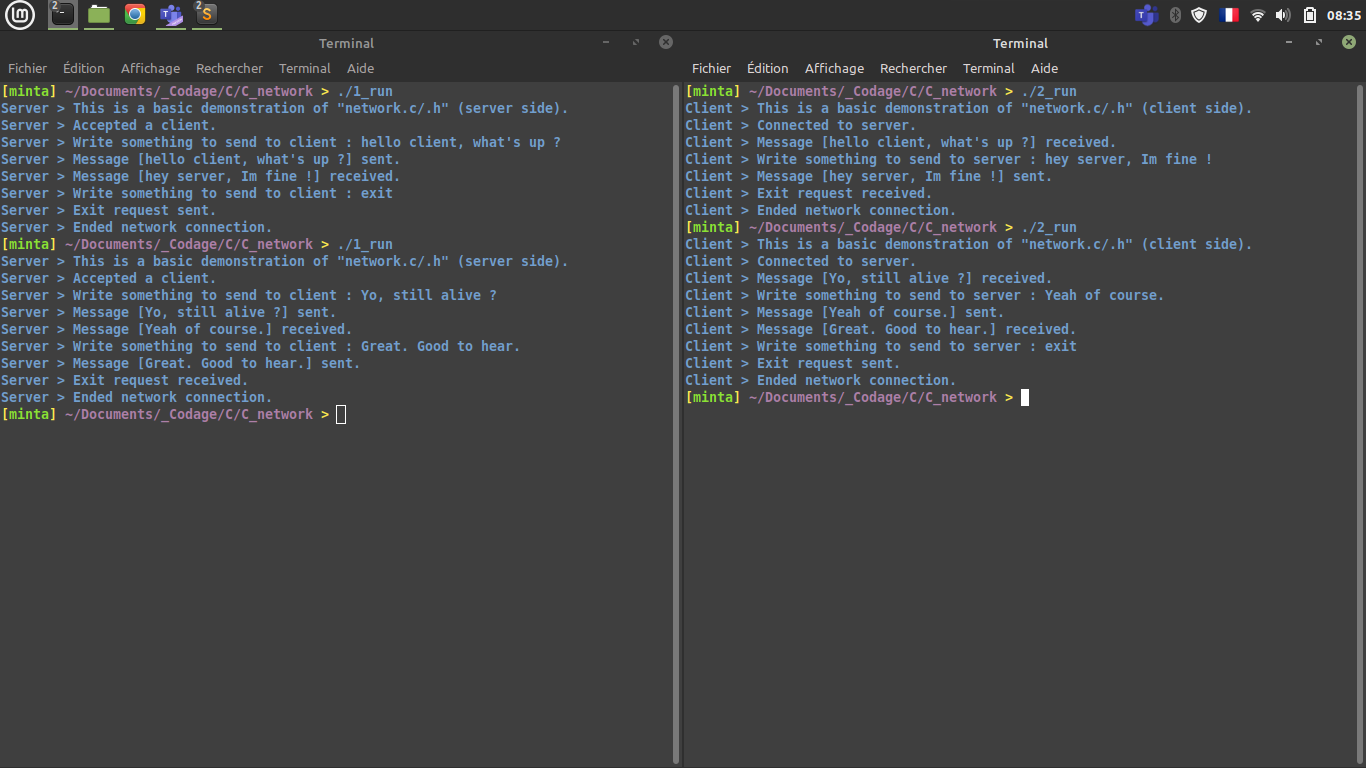 2 2
08:35
Terminal
Fichier Édition Affichage Rechercher Terminal Aide
[minta] ~/Documents/_Codage/C/C_network > ./1_run
Server > This is a basic demonstration of "network.c/.h" (server side).
Server > Accepted a client.
Server > Write something to send to client : hello client, what's up ?
Server > Message [hello client, what's up ?] sent.
Server > Message [hey server, Im fine !] received.
Server > Write something to send to client : exit
Server > Exit request sent.
Server > Ended network connection.
[minta] ~/Documents/_Codage/C/C_network > ./1_run
Server > This is a basic demonstration of "network.c/.h" (server side).
Server > Accepted a client.
Server > Write something to send to client : Yo, still alive ?
Server > Message [Yo, still alive ?] sent.
Server > Message [Yeah of course.] received.
Server > Write something to send to client : Great. Good to hear.
Server > Message [Great. Good to hear.] sent.
Server > Exit request received.
Server > Ended network connection.
[minta] ~/Documents/_Codage/C/C_network >
Terminal
Fichier Édition Affichage Rechercher Terminal Aide
[minta] ~/Documents/_Codage/C/C_network > ./2_run
Client > This is a basic demonstration of "network.c/.h" (client side).
Client > Connected to server.
Client > Message [hello client, what's up ?] received.
Client > Write something to send to server : hey server, Im fine !
Client > Message [hey server, Im fine !] sent.
Client > Exit request received.
Client > Ended network connection.
[minta] ~/Documents/_Codage/C/C_network > ./2_run
Client > This is a basic demonstration of "network.c/.h" (client side).
Client > Connected to server.
Client > Message [Yo, still alive ?] received.
Client > Write something to send to server : Yeah of course.
Client > Message [Yeah of course.] sent.
Client > Message [Great. Good to hear.] received.
Client > Write something to send to server : exit
Client > Exit request sent.
Client > Ended network connection.
[minta] ~/Documents/_Codage/C/C_network >